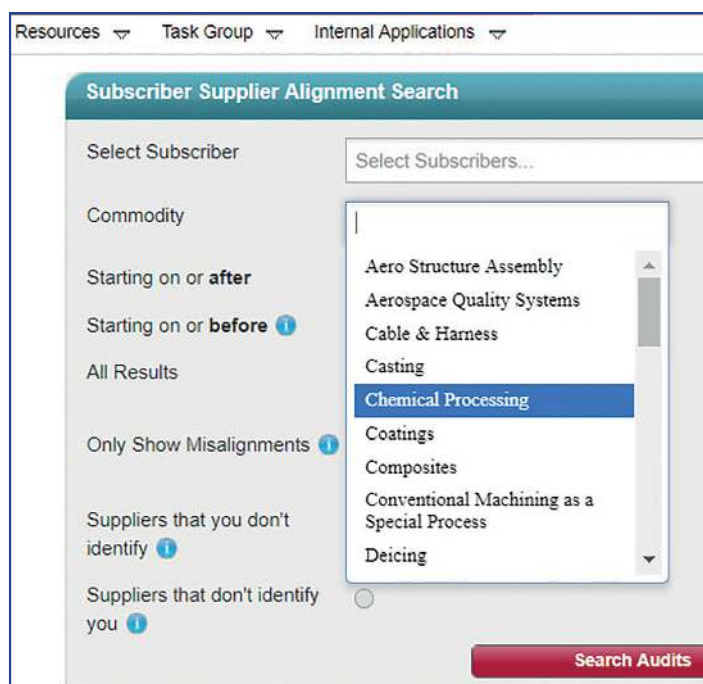 Resources Task Group Internal Applications
Subscriber Supplier Alignment Search
Select Subscriber
Select Subscribers...
Commodity
Starting on or after
Starting on or before
All Results
Only Show Misalignments
Suppliers that you don't
identify
Suppliers that don't identify
you
Aero Structure Assembly
Aerospace Quality Systems
Cable & Harness
Casting
Chemical Processing
Coatings
Composites
Conventional Machining as a
Special Process
Deicing
Search Audits